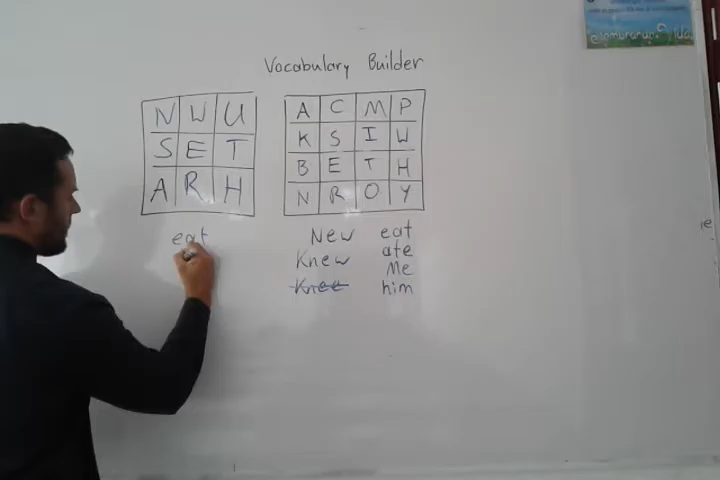 Vocabulary Builder
N W U
S E T
A R H
A C M P
K S I W
B E T H
N R O Y
eat
New eat
Knew ate
Me
Knee him